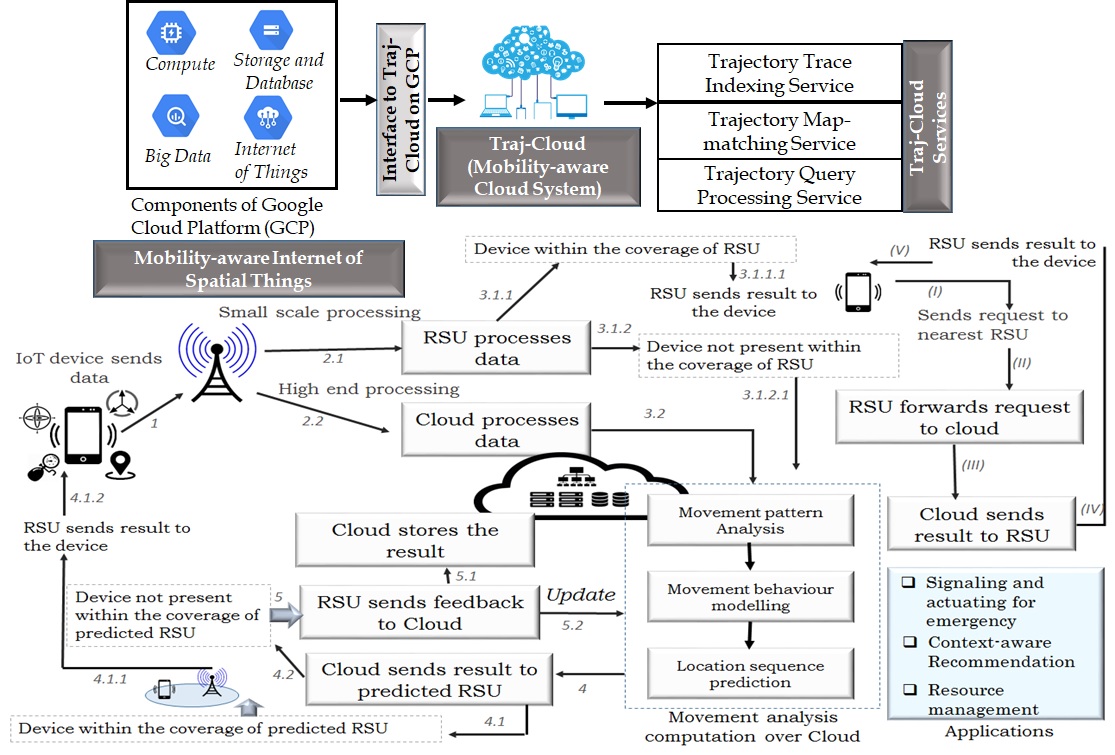 Compute
Storage and
Database
Big Data
Internet
of Things
Components of Google
Cloud Platform (GCP)
Interface to Traj-
Cloud on GCP
Traj-Cloud
(Mobility-aware
Cloud System)
Trajectory Trace
Indexing Service
Trajectory Map-
matching Service
Trajectory Query
Processing Service
Traj-Cloud
Services
Mobility-aware Internet of
Spatial Things
Device within the coverage of RSU
3.1.1
3.1.1.1
RSU sends result to
the device
Small scale processing
2.1
RSU processes
data
3.1.2
Device not present within
the coverage of RSU
3.1.2.1
IoT device sends
data
1
High end processing
2.2
Cloud processes
data
3.2
RSU sends result to
the device
(V)
(I)
Sends request to
nearest RSU
(II)
RSU forwards request
to cloud
(III)
Cloud sends
result to RSU
(IV)
Movement pattern
Analysis
Movement behaviour
modelling
Location sequence
prediction
Movement analysis
computation over Cloud
4.1.2
RSU sends result to
the device
Cloud stores the
result
5.1
Device not present
within the coverage of
predicted RSU
5
RSU sends feedback
to Cloud
Update
5.2
Cloud sends result to
predicted RSU
4
4.2
4.1.1
4.1
Device within the coverage of predicted RSU
Signaling and
actuating for
emergency
Context-aware
Recommendation
Resource
management
Applications